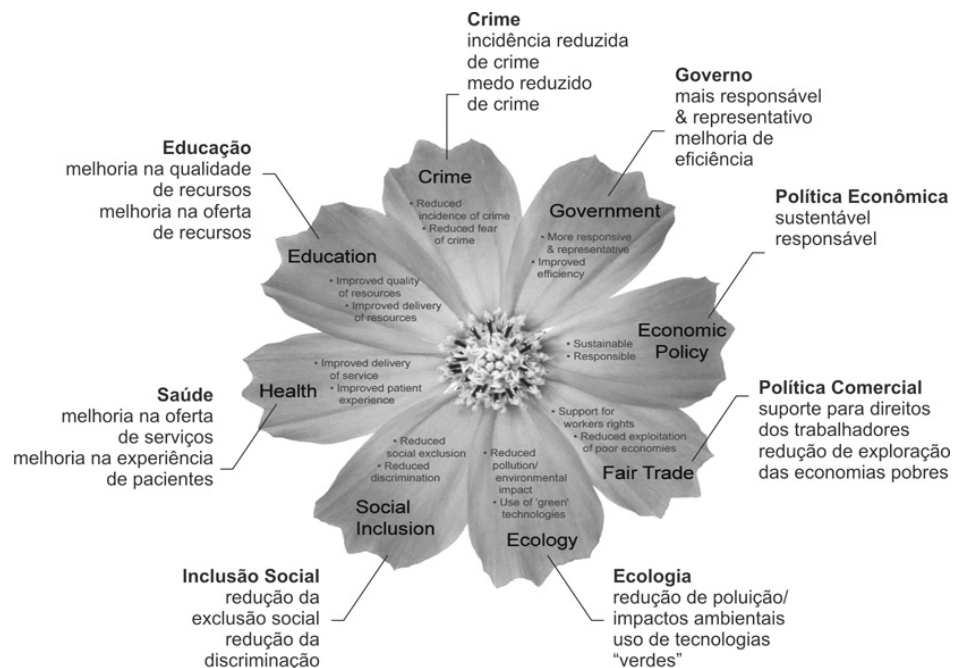 Crime
incidência reduzida
de crime
medo reduzido
de crime
Governo
mais responsável
& representativo
melhoria de
eficiência
Política Econômica
sustentável
responsável
Política Comercial
suporte para direitos
dos trabalhadores
redução de exploração
das economias pobres
Ecologia
redução de poluição/
impactos ambientais
uso de tecnologias
“verdes”
Inclusão Social
redução da
exclusão social
redução da
discriminação
Saúde
melhoria na oferta
de serviços
melhoria na experiência
de pacientes
Educação
melhoria na qualidade
de recursos
melhoria na oferta
de recursos
Crime
• Reduced
incidence of crime
• Reduced fear
of crime
Government
• More responsive
& representative
• Improved
efficiency
Economic
Policy
• Sustainable
• Responsible
• Support for
workers rights
• Reduced exploitation
of poor economies
Fair Trade
• Reduced
pollution/
environmental
impact
• Use of 'green'
technologies
Ecology
• Reduced
social exclusion
• Reduced
discrimination
Social
Inclusion
Health
• Improved delivery
of service
• Improved patient
experience
Education
• Improved quality
of resources
• Improved delivery
of resources